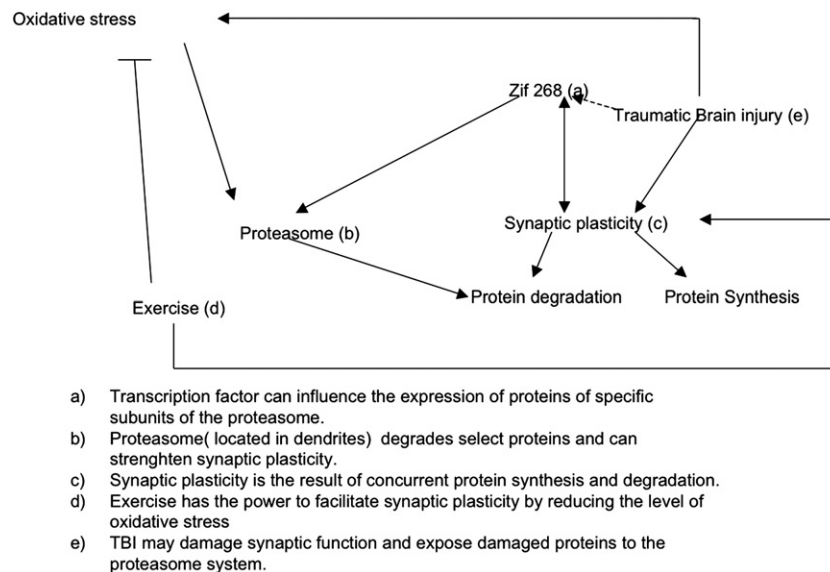 Oxidative stress
Zif 268 (a)
Traumatic Brain injury (e)
Proteasome (b)
Synaptic plasticity (c)
Protein degradation
Protein Synthesis
Exercise (d)
a) Transcription factor can influence the expression of proteins of specific
subunits of the proteasome.
b) Proteasome( located in dendrites) degrades select proteins and can
strenghten synaptic plasticity.
c) Synaptic plasticity is the result of concurrent protein synthesis and degradation.
d) Exercise has the power to facilitate synaptic plasticity by reducing the level of
oxidative stress
e) TBI may damage synaptic function and expose damaged proteins to the
proteasome system.